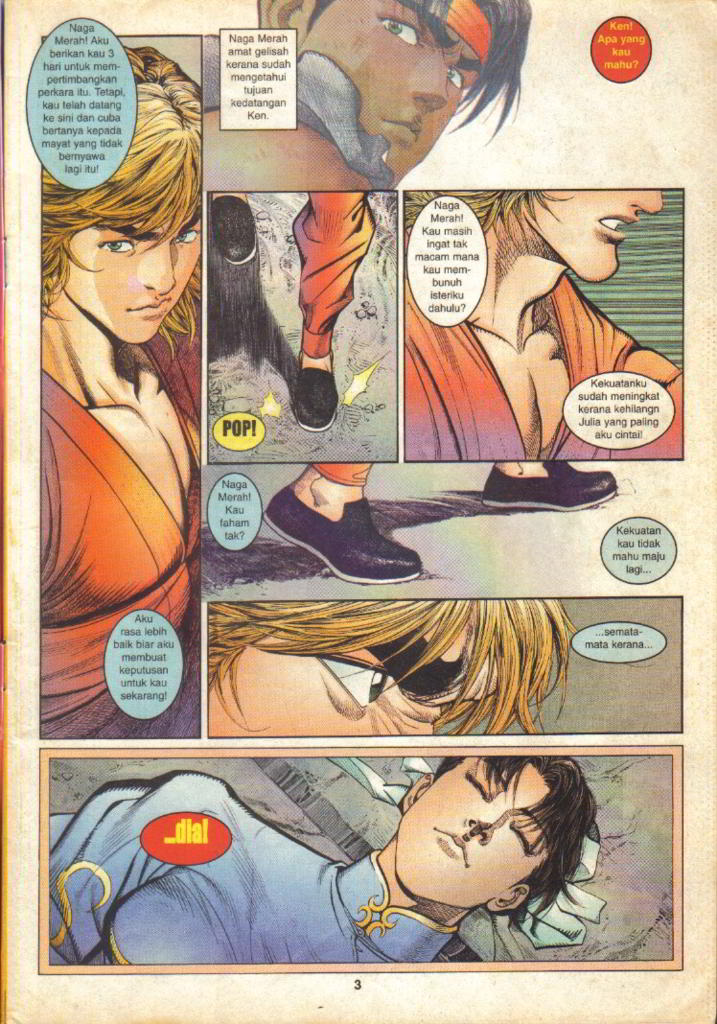 Naga
Merah! Aku
berikan kau 3
hari untuk mem-
pertimbangkan
perkara itu. Tetapi,
kau telah datang
ke sini dan cuba
bertanya kepada
mayat yang tidak
bernyawa
lagi itu!
Naga Merah
amat gelisah
kerana sudah
mengetahui
tujuan
kedatangan
Ken.
Ken!
Apa yang
kau
mahu?
POP!
Naga
Merah!
Kau masih
ingat tak
macam mana
kau mem-
bunuh
isteriku
dahulu?
Kekuatanku
sudah meningkat
kerana kehilangn
Julia yang paling
aku cintai!
Naga
Merah!
Kau
faham
tak?
Kekuatan
kau tidak
mahu maju
lagi...
Aku
rasa lebih
baik biar aku
membuat
keputusan
untuk kau
sekarang!
...semata-
mata kerana...
...dia!
3